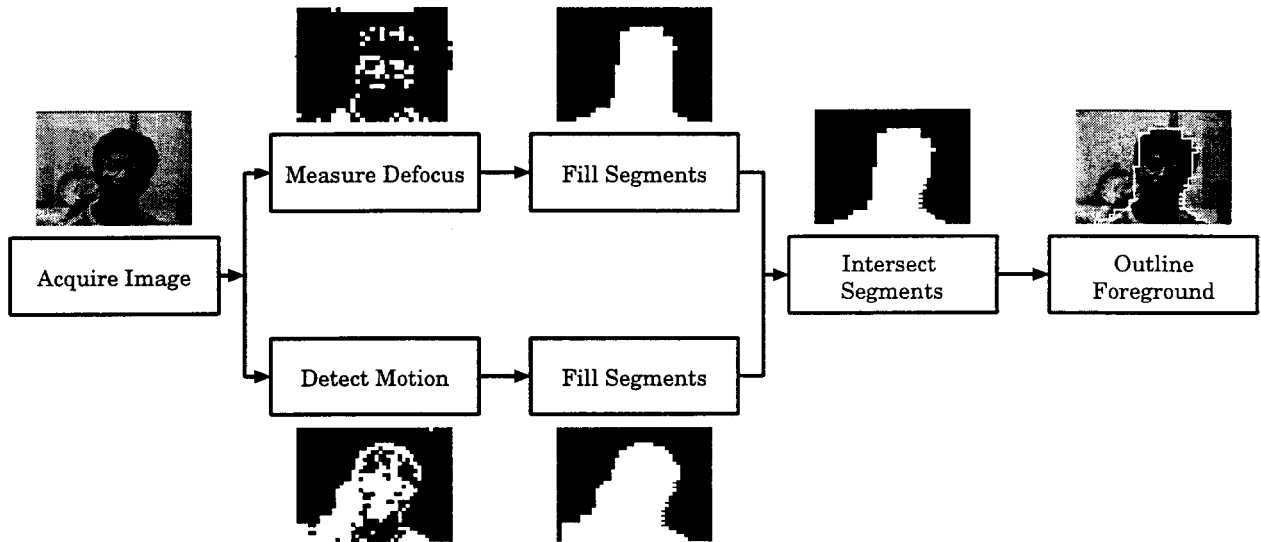 Acquire Image
Measure Defocus
Fill Segments
Detect Motion
Fill Segments
Intersect
Segments
Outline
Foreground